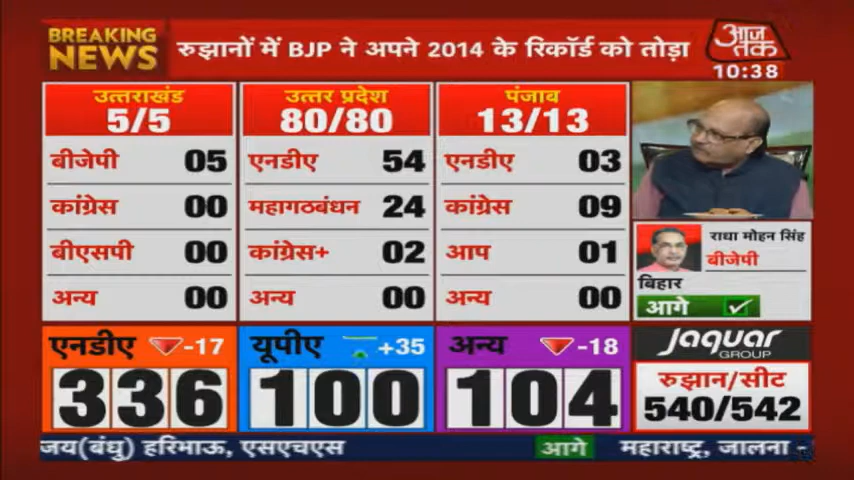 BREAKING
NEWS
रुझानों में BJP ने अपने 2014 के रिकॉर्ड को तोड़ा
आज
तक
10:38
उत्तराखंड
5/5
बीजेपी 05
कांग्रेस 00
बीएसपी 00
अन्य 00
उत्तर प्रदेश
80/80
एनडीए 54
महागठबंधन 24
कांग्रेस+ 02
अन्य 00
पंजाब
13/13
एनडीए 03
कांग्रेस 09
आप 01
अन्य 00
राधा मोहन सिंह
बीजेपी
बिहार
आगे
एनडीए -17
336
यूपीए +35
100
अन्य -18
104
JAQUAR
GROUP
रुझान/सीट
540/542
जय(बंधु) हरिभाऊ, एसएचएस आगे महाराष्ट्र, जालना -